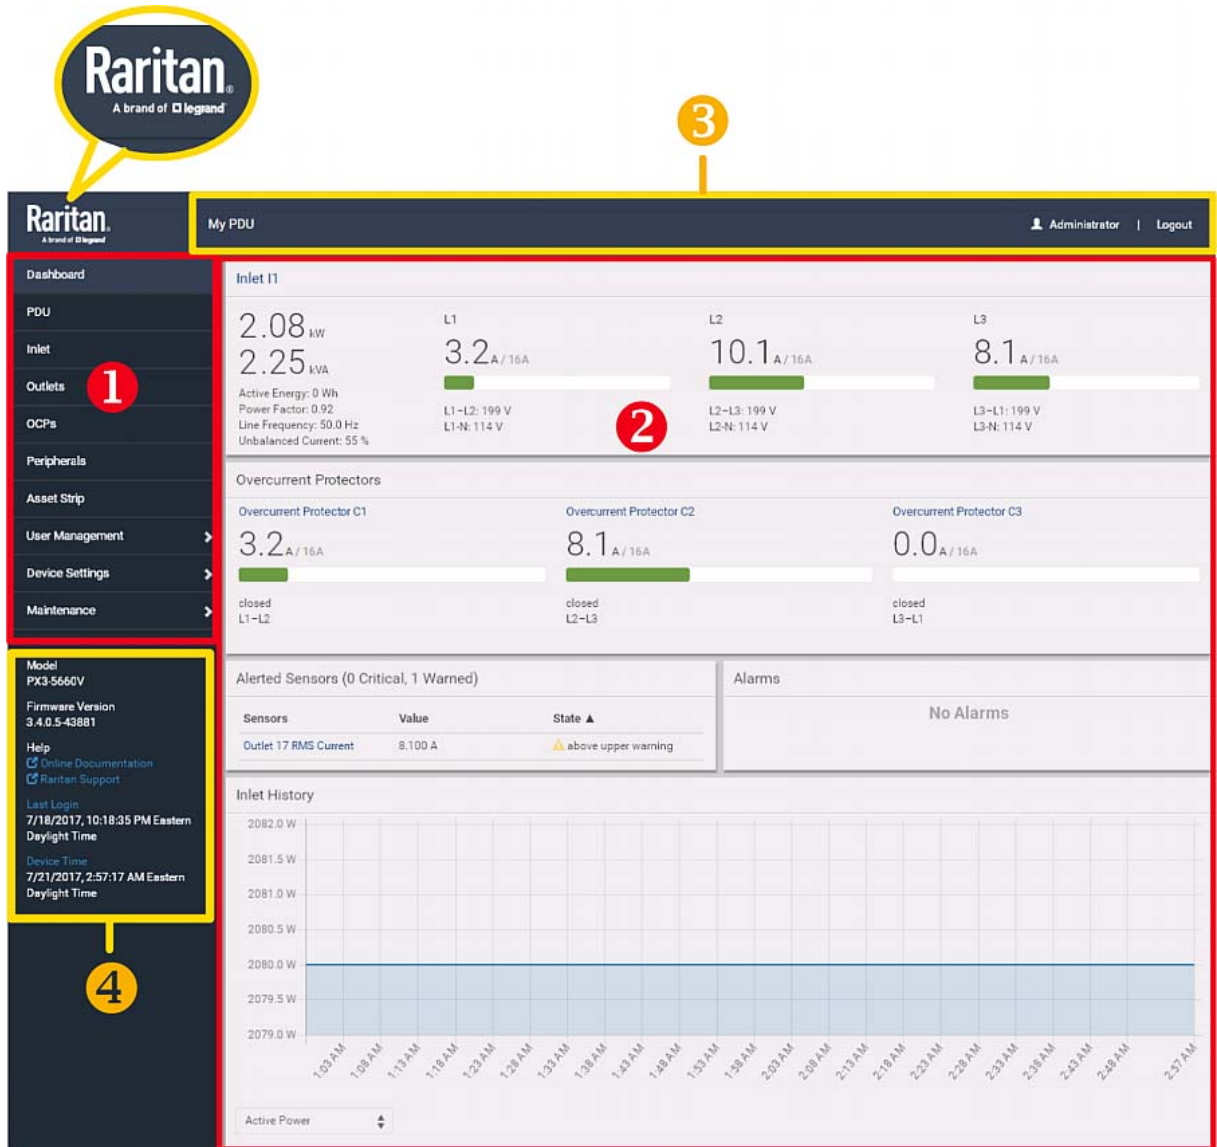 Raritan.
A brand of legrand
3
Raritan.
A brand of legrand
My PDU
Administrator | Logout
Dashboard
PDU
Inlet
Outlets
OCPs
Peripherals
Asset Strip
User Management
Device Settings
Maintenance
1
Model
PX3-5660V
Firmware Version
3.4.0.5-43881
Help
Online Documentation
Raritan Support
Last Login
7/18/2017, 10:18:35 PM Eastern
Daylight Time
Device Time
7/21/2017, 2:57:17 AM Eastern
Daylight Time
4
Inlet I1
2.08 kW
2.25 kVA
Active Energy: 0 Wh
Power Factor: 0.92
Line Frequency: 50.0 Hz
Unbalanced Current: 55 %
L1
3.2 A / 16A
L1-L2: 199 V
L1-N: 114 V
2
L2
10.1 A / 16A
L2-L3: 199 V
L2-N: 114 V
L3
8.1 A / 16A
L3-L1: 199 V
L3-N: 114 V
Overcurrent Protectors
Overcurrent Protector C1
3.2 A / 16A
closed
L1-L2
Overcurrent Protector C2
8.1 A / 16A
closed
L2-L3
Overcurrent Protector C3
0.0 A / 16A
closed
L3-L1
Alerted Sensors (0 Critical, 1 Warned)
Sensors Value State ▲
Outlet 17 RMS Current 8.100 A above upper warning
Alarms
No Alarms
Inlet History
2082.0 W
2081.5 W
2081.0 W
2080.5 W
2080.0 W
2079.5 W
2079.0 W
1:03 AM 1:08 AM 1:13 AM 1:18 AM 1:23 AM 1:28 AM 1:33 AM 1:38 AM 1:43 AM 1:48 AM 1:53 AM 1:58 AM 2:03 AM 2:08 AM 2:13 AM 2:18 AM 2:23 AM 2:28 AM 2:33 AM 2:38 AM 2:43 AM 2:48 AM 2:57 AM
Active Power